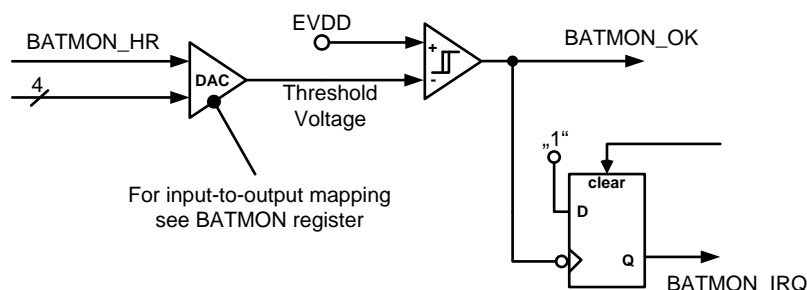 EVDD
BATMON_HR
BATMON_OK
+
DAC
4
-
Threshold
Voltage
„1“
clear
For input-to-output mapping
see BATMON register
D
Q
BATMON_IRQ